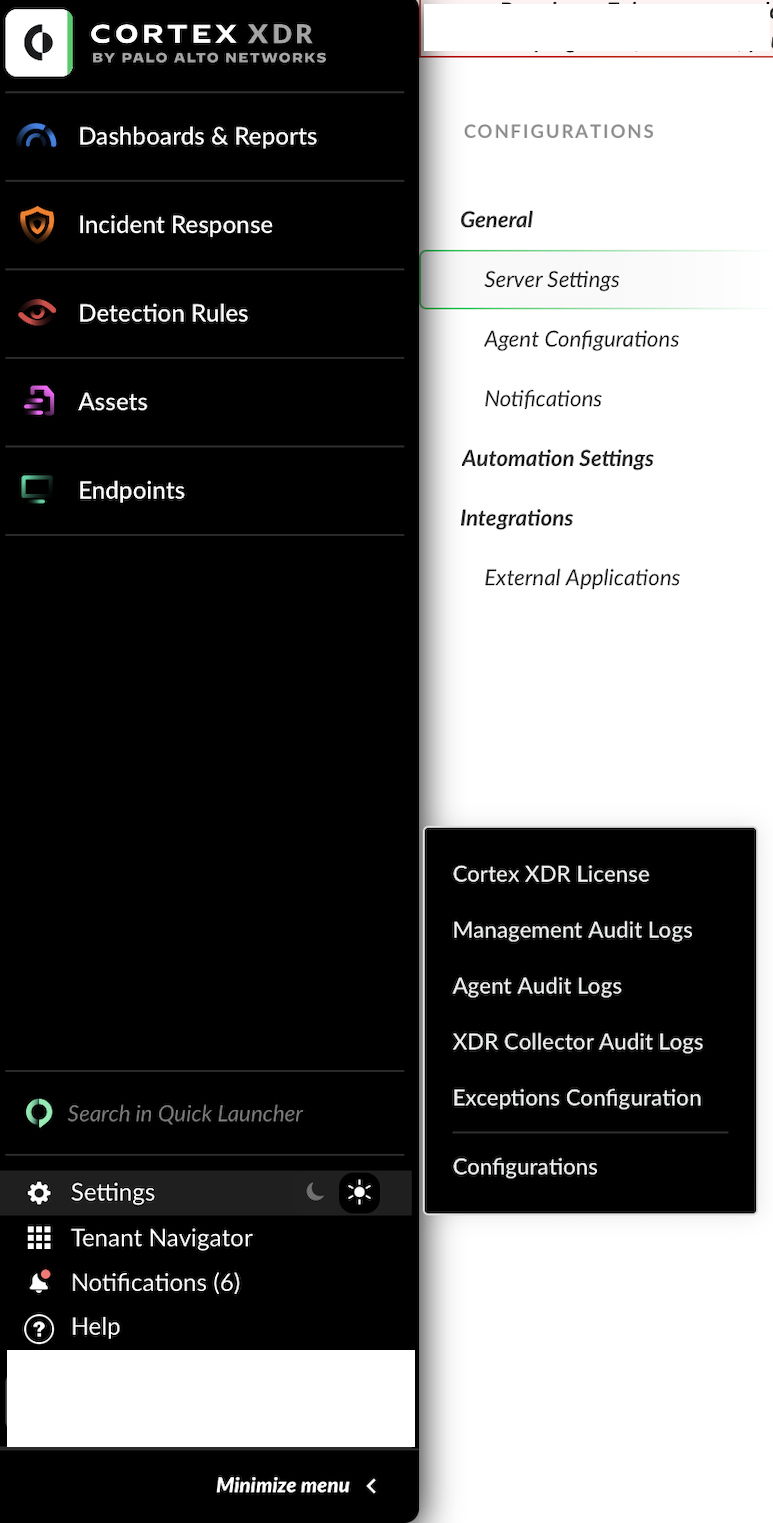 CORTEX XDR
BY PALO ALTO NETWORKS
Dashboards & Reports
Incident Response
Detection Rules
Assets
Endpoints
Search in Quick Launcher
Settings
Tenant Navigator
Notifications (6)
Help
Minimize menu
CONFIGURATIONS
General
Server Settings
Agent Configurations
Notifications
Automation Settings
Integrations
External Applications
Cortex XDR License
Management Audit Logs
Agent Audit Logs
XDR Collector Audit Logs
Exceptions Configuration
Configurations